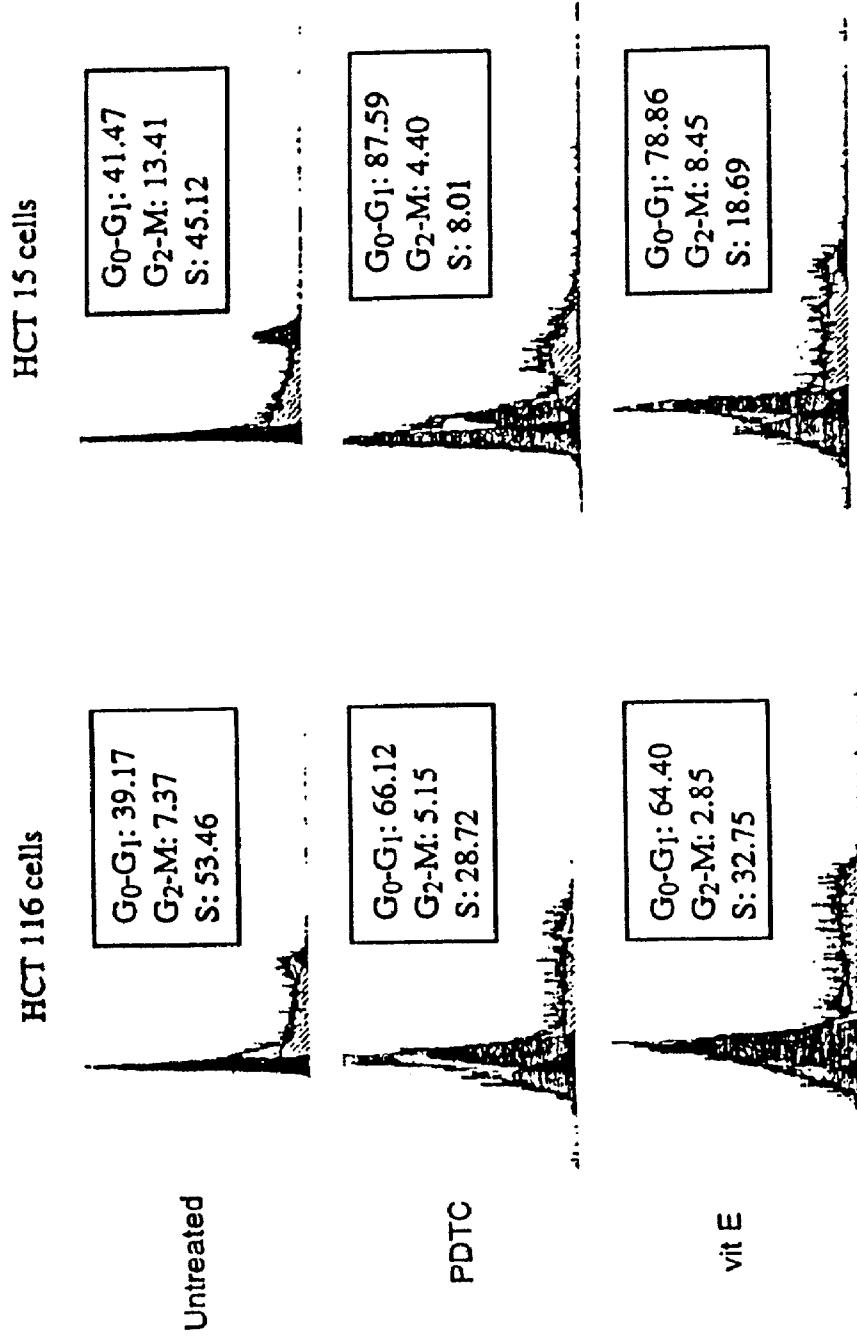 HCT 116 cells
HCT 15 cells
Untreated
G₀-G₁: 39.17
G₂-M: 7.37
S: 53.46
G₀-G₁: 41.47
G₂-M: 13.41
S: 45.12
PDTC
G₀-G₁: 66.12
G₂-M: 5.15
S: 28.72
G₀-G₁: 87.59
G₂-M: 4.40
S: 8.01
vit E
G₀-G₁: 64.40
G₂-M: 2.85
S: 32.75
G₀-G₁: 78.86
G₂-M: 8.45
S: 18.69